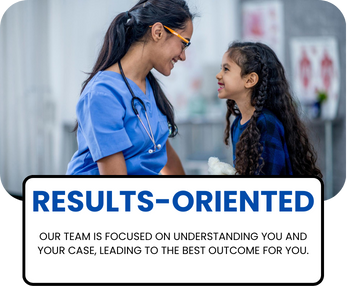 RESULTS-ORIENTED
OUR TEAM IS FOCUSED ON UNDERSTANDING YOU AND
YOUR CASE, LEADING TO THE BEST OUTCOME FOR YOU.